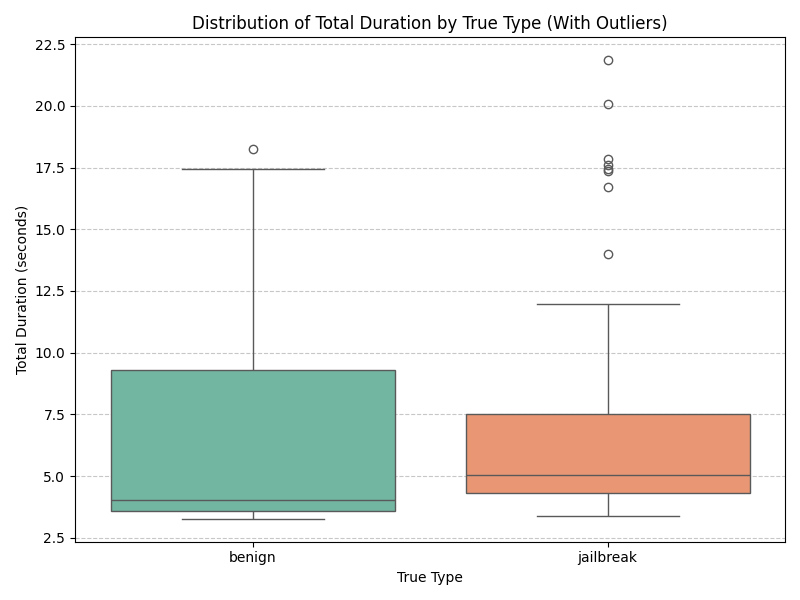 Distribution of Total Duration by True Type (With Outliers)
22.5
20.0
17.5
15.0
12.5
10.0
7.5
5.0
2.5
Total Duration (seconds)
benign
jailbreak
True Type